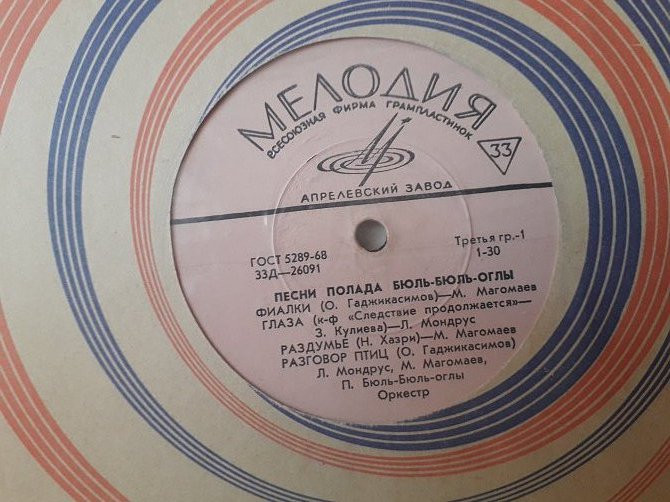 МЕЛОДИЯ
ВСЕСОЮЗНАЯ ФИРМА ГРАМПЛАСТИНОК
33
АПРЕЛЕВСКИЙ ЗАВОД
ГОСТ 5289-68
33Д—26091
Третья гр.-1
1-30
ПЕСНИ ПОЛАДА БЮЛЬ-БЮЛЬ-ОГЛЫ
ФИАЛКИ (О. Гаджикасимов)—М. Магомаев
ГЛАЗА (к-ф «Следствие продолжается»—
З. Кулиева)—Л. Мондрус
РАЗДУМЬЕ (Н. Хазри)—М. Магомаев
РАЗГОВОР ПТИЦ (О. Гаджикасимов)
Л. Мондрус, М. Магомаев,
П. Бюль-Бюль-оглы
Оркестр